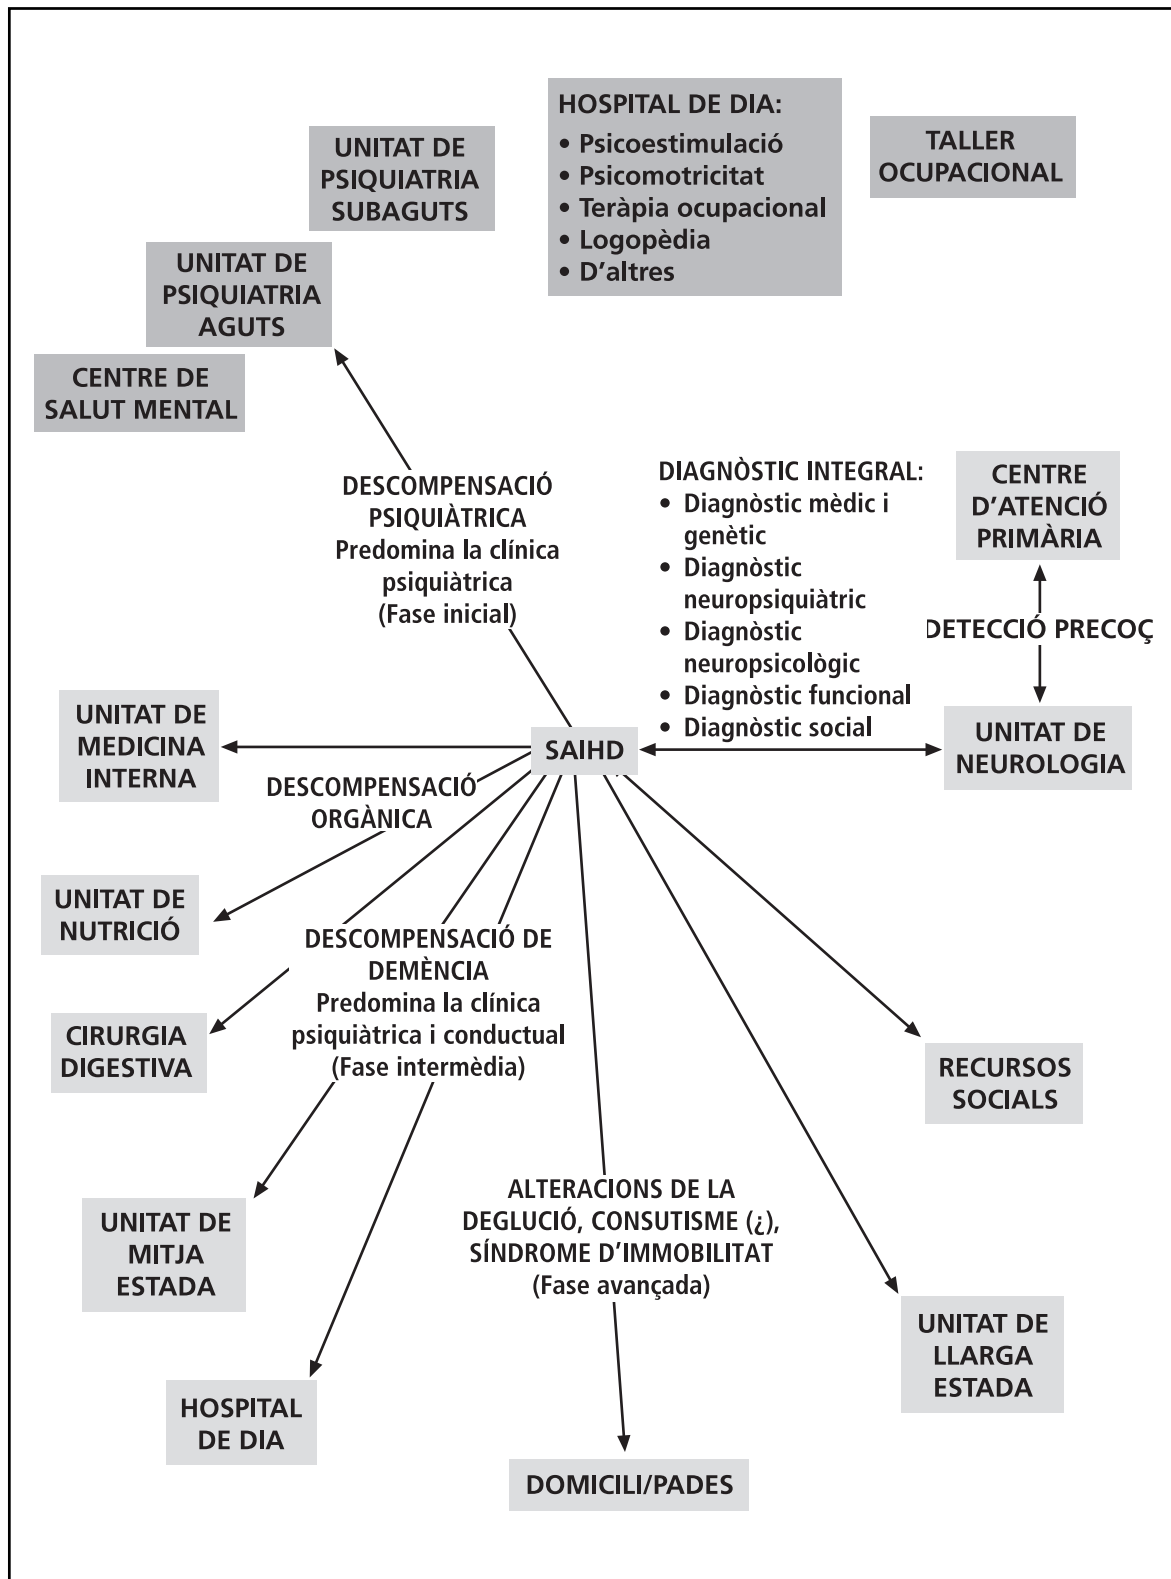 HOSPITAL DE DIA:
• Psicoestimulació
• Psicomotricitat
• Teràpia ocupacional
• Logopèdia
• D'altres
TALLER
OCUPACIONAL
UNITAT DE
PSIQUIATRIA
SUBAGUTS
UNITAT DE
PSIQUIATRIA
AGUTS
CENTRE DE
SALUT MENTAL
DESCOMPENSACIÓ
PSIQUIÀTRICA
Predomina la clínica
psiquiàtrica
(Fase inicial)
DIAGNÒSTIC INTEGRAL:
• Diagnòstic mèdic i
genètic
• Diagnòstic
neuropsiquiàtric
• Diagnòstic
neuropsicològic
• Diagnòstic funcional
• Diagnòstic social
CENTRE
D'ATENCIÓ
PRIMÀRIA
DETECCIÓ PRECOÇ
UNITAT DE
NEUROLOGIA
SAIHD
UNITAT DE
MEDICINA
INTERNA
DESCOMPENSACIÓ
ORGÀNICA
UNITAT DE
NUTRICIÓ
DESCOMPENSACIÓ DE
DEMÈNCIA
Predomina la clínica
psiquiàtrica i conductual
(Fase intermèdia)
CIRURGIA
DIGESTIVA
RECURSOS
SOCIALS
UNITAT DE
MITJA
ESTADA
ALTERACIONS DE LA
DEGLUCIÓ, CONSUTISME (¿),
SÍNDROME D'IMMOBILITAT
(Fase avançada)
UNITAT DE
LLARGA
ESTADA
HOSPITAL
DE DIA
DOMICILI/PADES